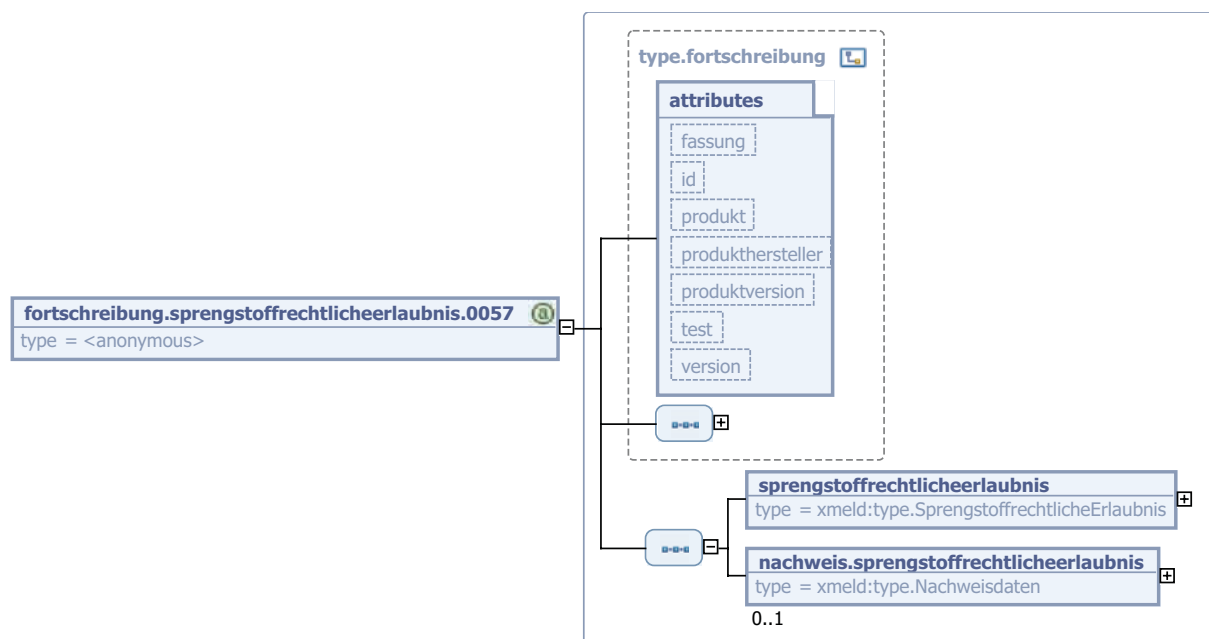 type.fortschreibung
attributes
fassung
id
produkt
produkthersteller
produktversion
test
version
fortschreibung.sprengstoffrechtlicheerlaubnis.0057 @
type = <anonymous>
sprengstoffrechtlicheerlaubnis
type = xmeld:type.SprengstoffrechtlicheErlaubnis
nachweis.sprengstoffrechtlicheerlaubnis
type = xmeld:type.Nachweisdaten
0..1